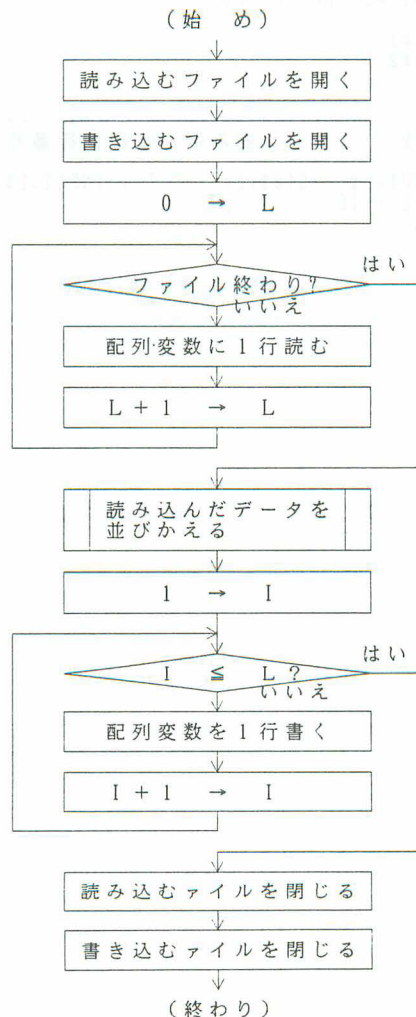 (始 め)
読み込むファイルを開く
書き込むファイルを開く
0 → L
ファイル終わり?
はい
いいえ
配列変数に1行読む
L + 1 → L
読み込んだデータを
並びかえる
1 → I
I ≦ L ?
はい
いいえ
配列変数を1行書く
I + 1 → I
読み込むァイルを閉じる
書き込むァイルを閉じる
(終わり)